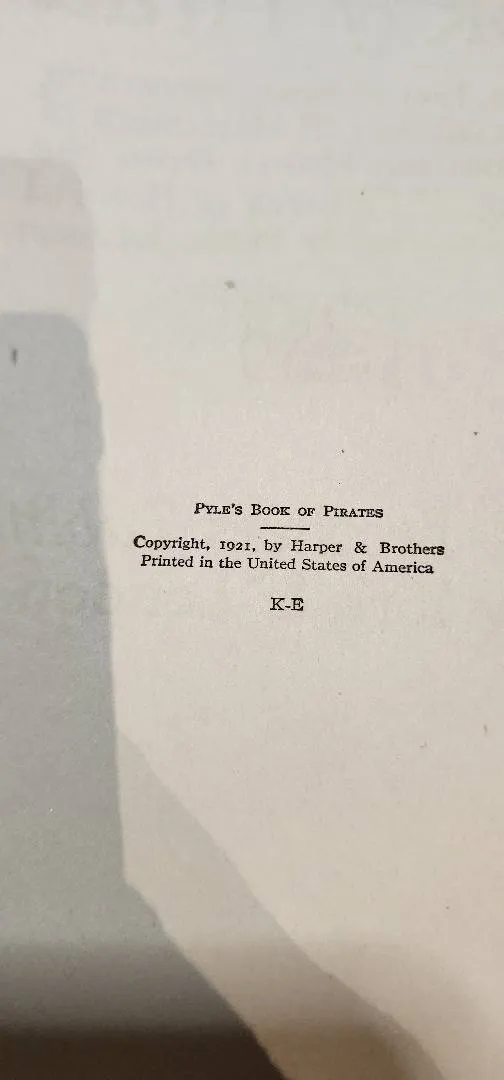 Pyle's Book of Pirates
Copyright, 1921, by Harper & Brothers
Printed in the United States of America
K-E